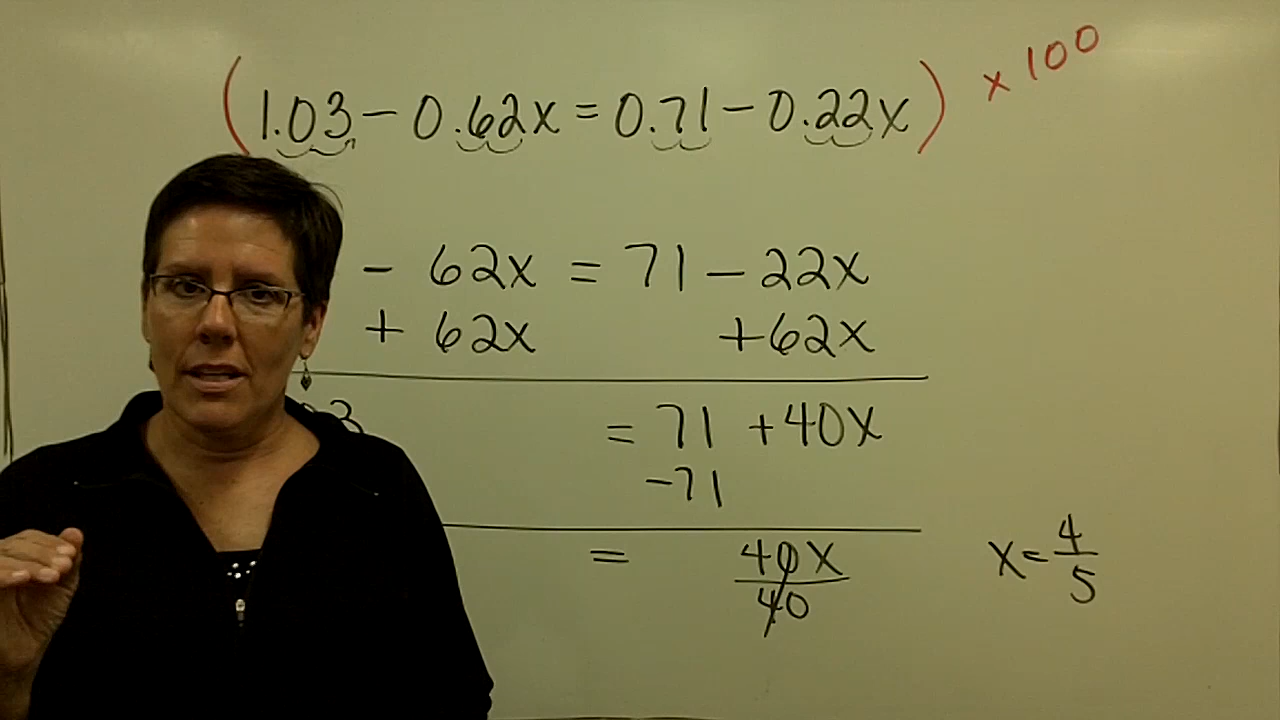 (1.03 - 0.62x = 0.71 - 0.22x) x 100
- 62x = 71 - 22x
+ 62x +62x
03 = 71 +40x
-71
= 40x
40
x = 4/5